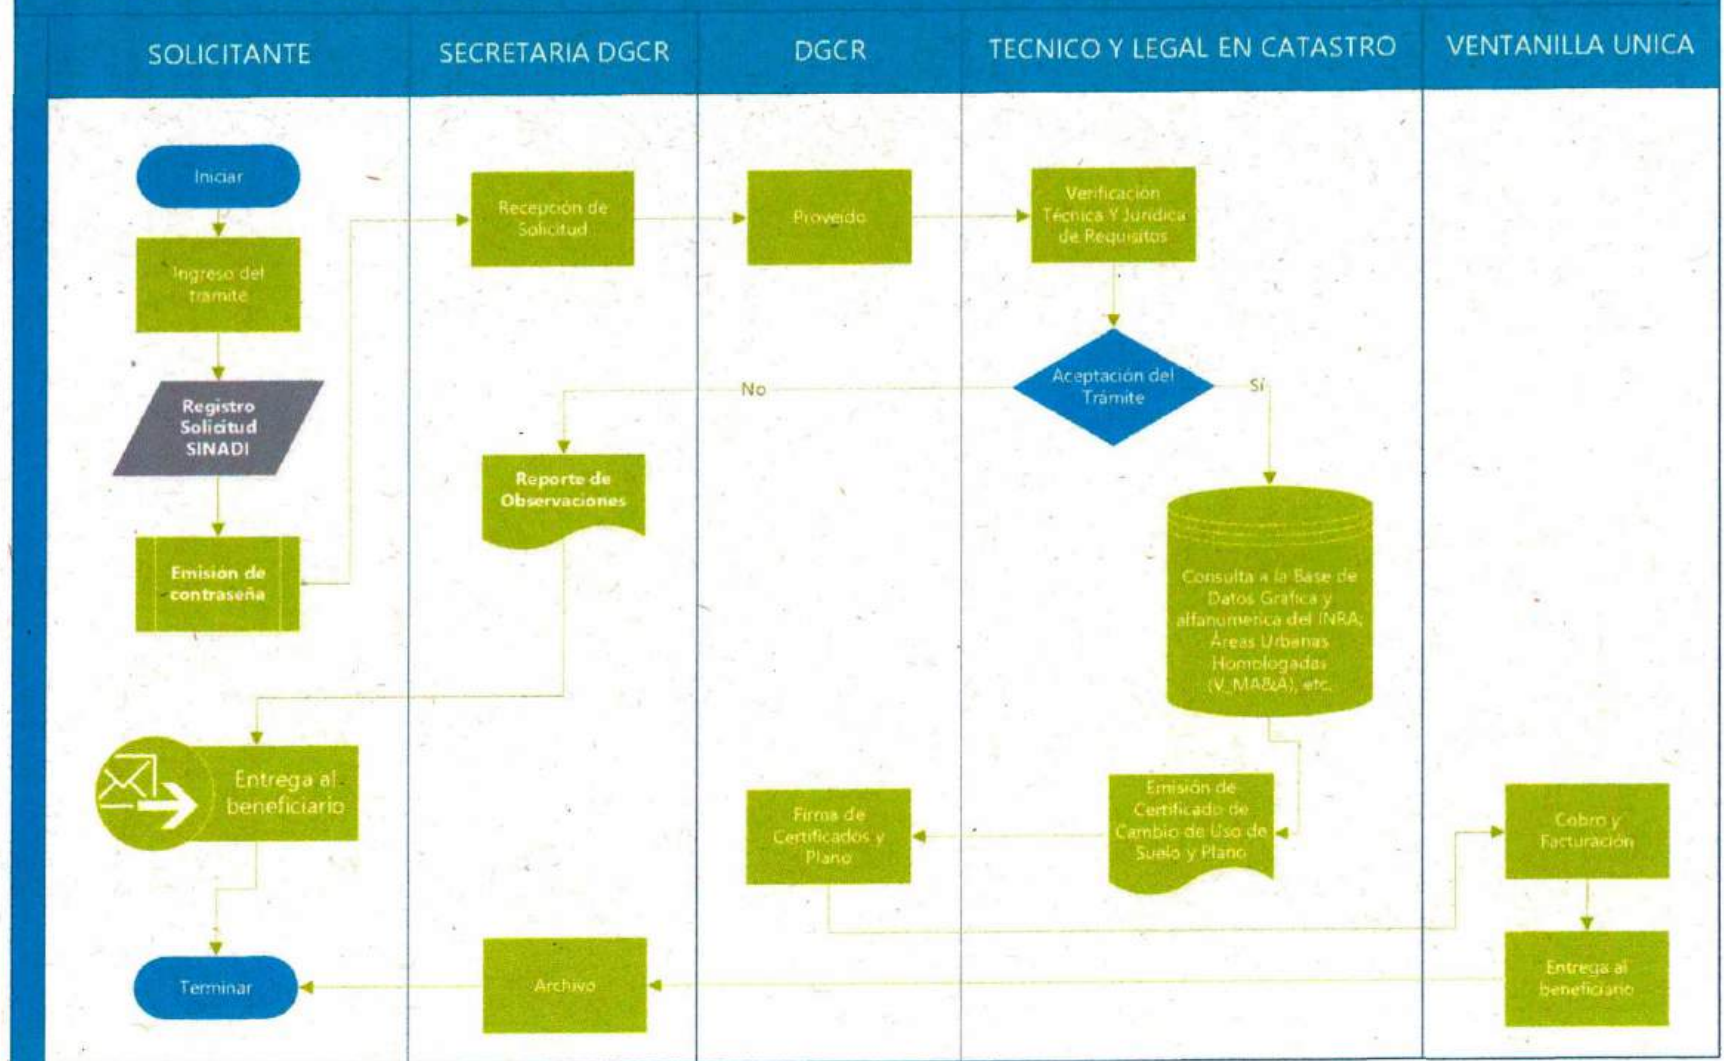 SOLICITANTE
SECRETARIA DGCR
DGCR
TECNICO Y LEGAL EN CATASTRO
VENTANILLA UNICA
Iniciar
Ingreso del
tramite
Registro
Solicitud
SINADI
Emisión de
contraseña
Recepción de
Solicitud
Proveido
Verificación
Técnica Y Jurídica
de Requisitos
Aceptación del
Trámite
No
Sí
Reporte de
Observaciones
Consulta a la Base de
Datos Grafica y
alfanumerica del INRA;
Áreas Urbanas
Homologadas
(V_MA&A), etc.
Entrega al
beneficiario
Emisión de
Certificado de
Cambio de Uso de
Suelo y Plano
Firma de
Certificados y
Plano
Cobro y
Facturación
Entrega al
beneficiario
Archivo
Terminar